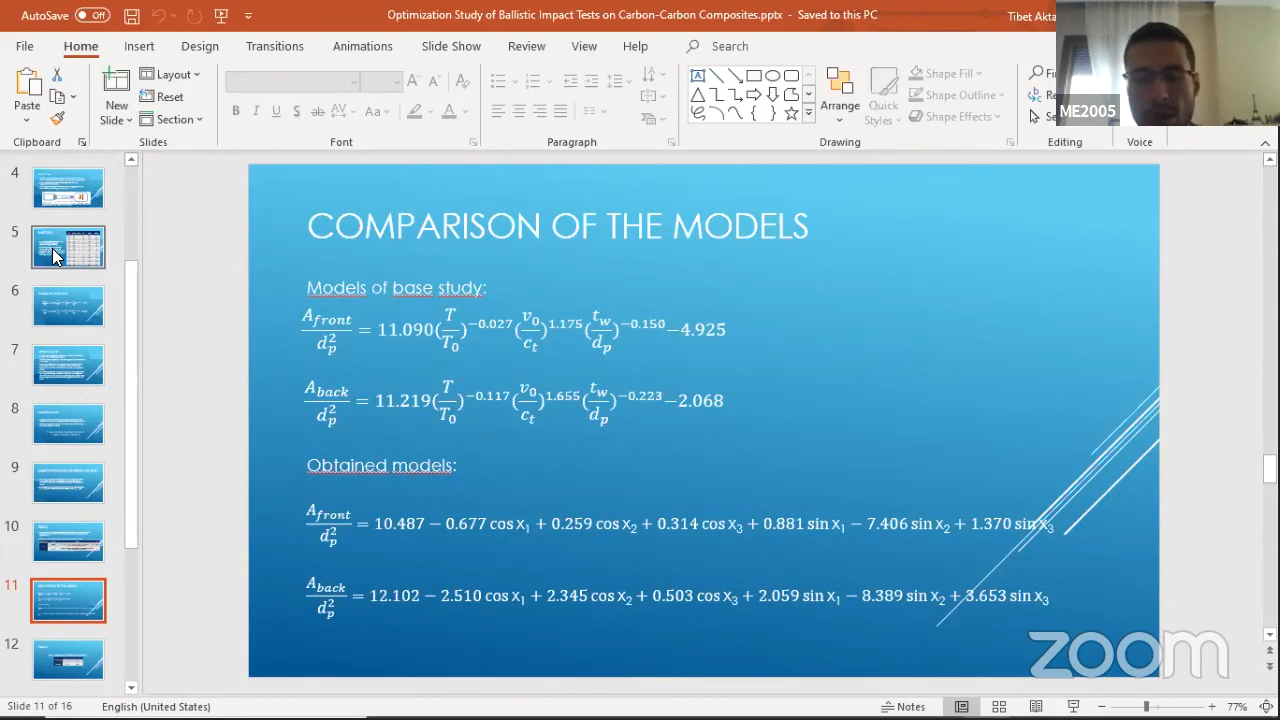 AutoSave Off
Optimization Study of Ballistic Impact Tests on Carbon-Carbon Composites.pptx - Saved to this PC
Tibet Akta
File Home Insert Design Transitions Animations Slide Show Review View Help Search
Paste
Clipboard
New Slide
Layout
Reset
Section
Slides
B I U S ab AV Aa A
Font
Paragraph
Arrange
Quick Styles
Shape Fill
Shape Outline
Shape Effects
Drawing
Editing
Voice
ME2005
4
5
6
7
8
9
10
11
12
COMPARISON OF THE MODELS
Models of base study:
A_front/d_p^2 = 11.090(T/T_0)^−0.027(v_0/c_t)^1.175(t_w/d_p)^−0.150−4.925
A_back/d_p^2 = 11.219(T/T_0)^−0.117(v_0/c_t)^1.655(t_w/d_p)^−0.223−2.068
Obtained models:
A_front/d_p^2 = 10.487 − 0.677 cos x_1 + 0.259 cos x_2 + 0.314 cos x_3 + 0.881 sin x_1 − 7.406 sin x_2 + 1.370 sin x_3
A_back/d_p^2 = 12.102 − 2.510 cos x_1 + 2.345 cos x_2 + 0.503 cos x_3 + 2.059 sin x_1 − 8.389 sin x_2 + 3.653 sin x_3
zoom
Slide 11 of 16 English (United States) Notes 77%